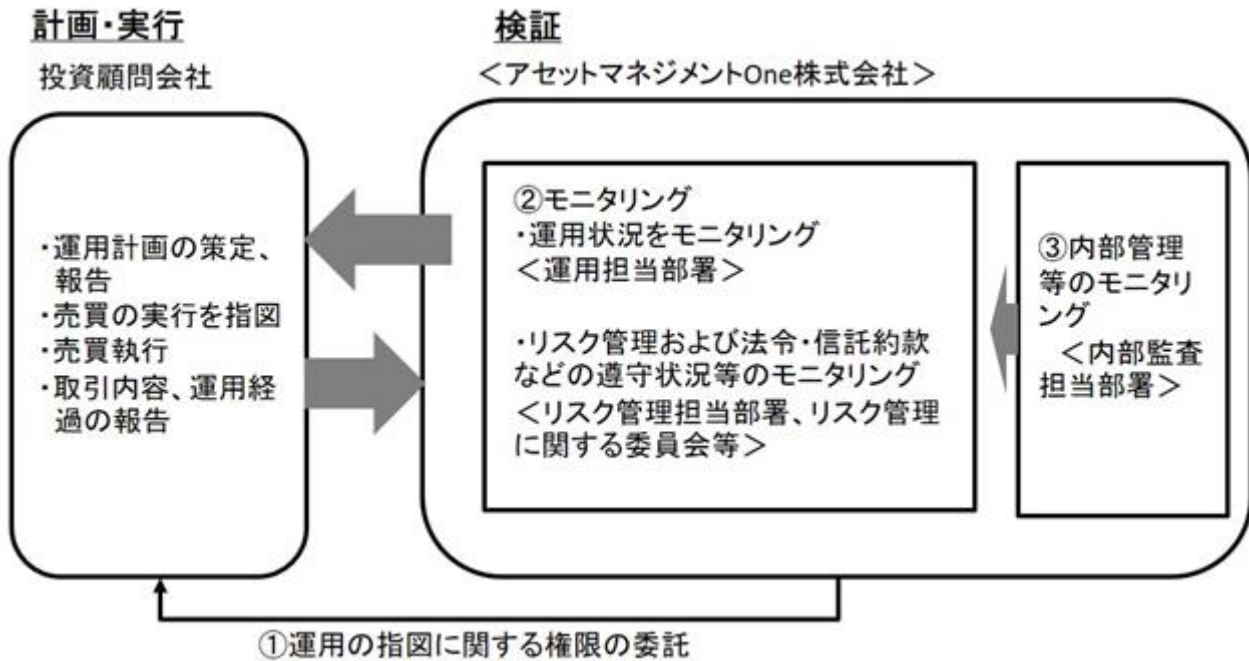 計画・実行
投資顧問会社
・運用計画の策定、
報告
・売買の実行を指図
・売買執行
・取引内容、運用経
過の報告
検証
＜アセットマネジメントOne株式会社＞
②モニタリング
・運用状況をモニタリング
＜運用担当部署＞
・リスク管理および法令・信託約款
などの遵守状況等のモニタリング
＜リスク管理担当部署、リスク管理
に関する委員会等＞
③内部管理
等のモニタリ
ング
＜内部監査
担当部署＞
①運用の指図に関する権限の委託